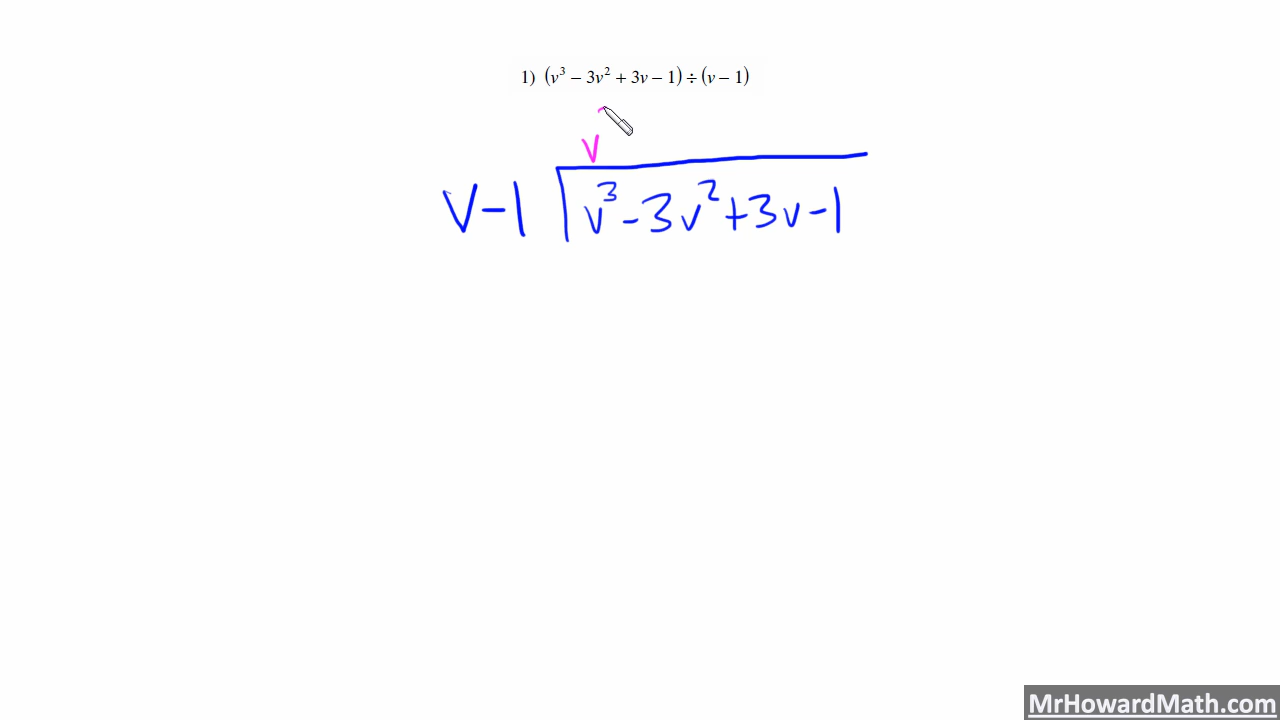 1) (v³ − 3v² + 3v − 1) ÷ (v − 1)
v
v-1 v³-3v²+3v-1
MrHowardMath.com